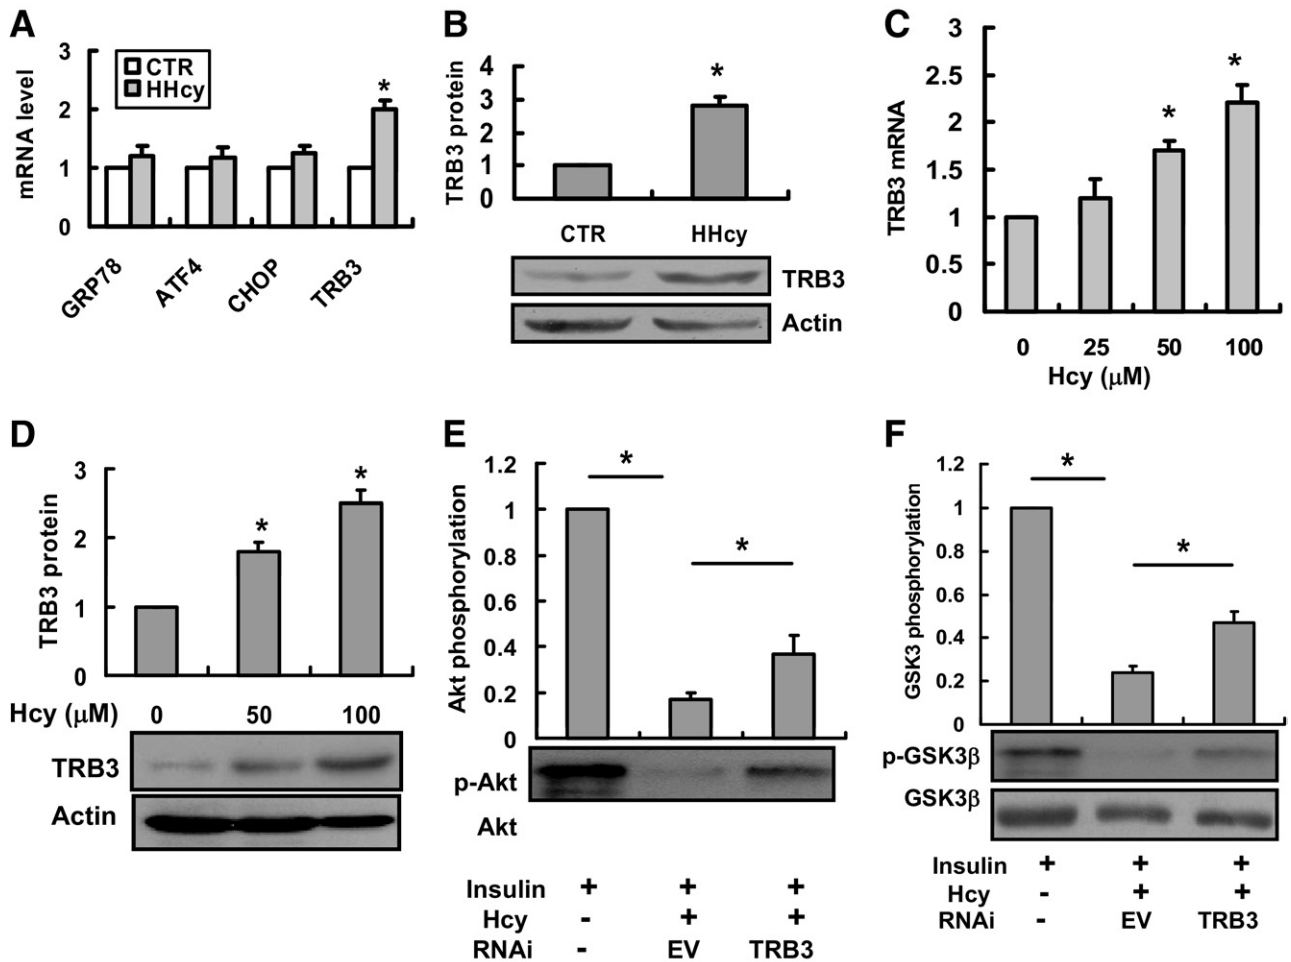 A
mRNA level
3
2
1
0
CTR
HHcy
*
GRP78
ATF4
CHOP
TRB3
B
TRB3 protein
4
3
2
1
0
*
CTR
HHcy
TRB3
Actin
C
TRB3 mRNA
3
2.5
2
1.5
1
0.5
0
*
*
0 25 50 100
Hcy (μM)
D
TRB3 protein
3
2
1
0
*
*
Hcy (μM) 0 50 100
TRB3
Actin
E
Akt phosphorylation
1.2
1
0.8
0.6
0.4
0.2
0
*
*
p-Akt
Akt
Insulin + + +
Hcy - + +
RNAi - EV TRB3
F
GSK3 phosphorylation
1.2
1
0.8
0.6
0.4
0.2
0
*
*
p-GSK3β
GSK3β
Insulin + + +
Hcy - + +
RNAi - EV TRB3